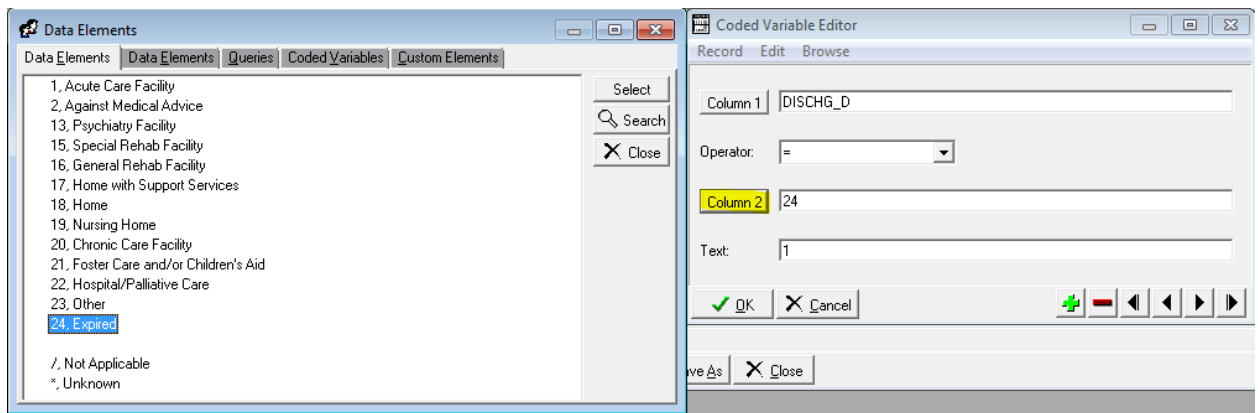 Data Elements
Data Elements Data Elements Queries Coded Variables Custom Elements
1, Acute Care Facility
2, Against Medical Advice
13, Psychiatry Facility
15, Special Rehab Facility
16, General Rehab Facility
17, Home with Support Services
18, Home
19, Nursing Home
20, Chronic Care Facility
21, Foster Care and/or Children's Aid
22, Hospital/Palliative Care
23, Other
24, Expired
/, Not Applicable
*, Unknown
Select
Search
Close
Coded Variable Editor
Record Edit Browse
Column 1 DISCHG_D
Operator: =
Column 2 24
Text: 1
OK Cancel
ve As Close